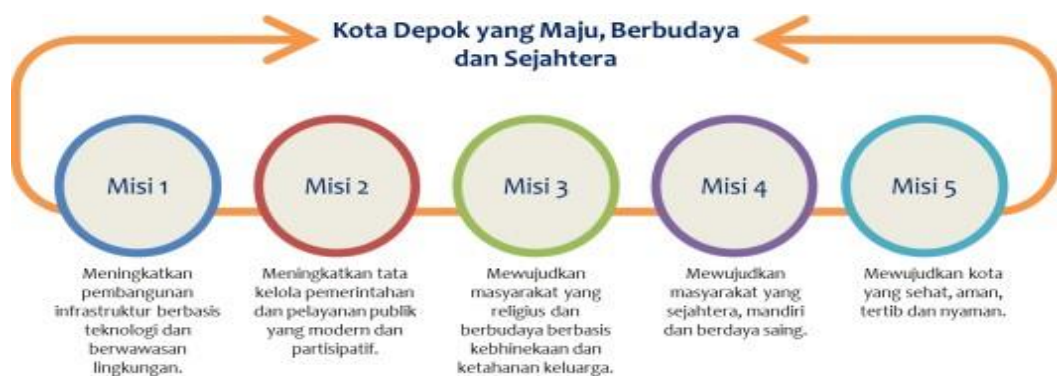 Kota Depok yang Maju, Berbudaya
dan Sejahtera
Misi 1
Misi 2
Misi 3
Misi 4
Misi 5
Meningkatkan
pembangunan
infrastruktur berbasis
teknologi dan
berwawasan
lingkungan.
Meningkatkan tata
kelola pemerintahan
dan pelayanan publik
yang modern dan
partisipatif.
Mewujudkan
masyarakat yang
religius dan
berbudaya berbasis
kebhinekaan dan
ketahanan keluarga.
Mewujudkan
masyarakat yang
sejahtera, mandiri
dan berdaya saing.
Mewujudkan kota
yang sehat, aman,
tertib dan nyaman.